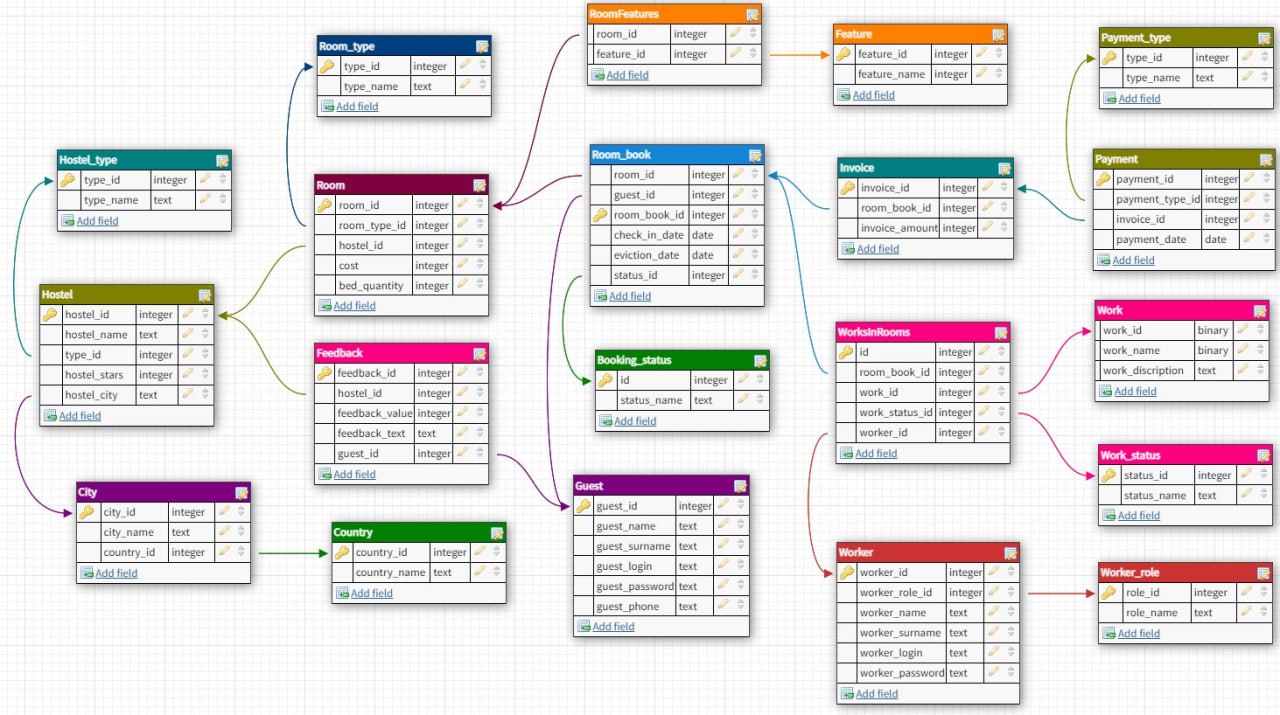 RoomFeatures
room_id integer
feature_id integer
Add field
Feature
feature_id integer
feature_name integer
Add field
Payment_type
type_id integer
type_name text
Add field
Room_type
type_id integer
type_name text
Add field
Hostel_type
type_id integer
type_name text
Add field
Room
room_id integer
room_type_id integer
hostel_id integer
cost integer
bed_quantity integer
Add field
Room_book
room_id integer
guest_id integer
room_book_id integer
check_in_date date
eviction_date date
status_id integer
Add field
Invoice
invoice_id integer
room_book_id integer
invoice_amount integer
Add field
Payment
payment_id integer
payment_type_id integer
invoice_id integer
payment_date date
Add field
Hostel
hostel_id integer
hostel_name text
type_id integer
hostel_stars integer
hostel_city text
Add field
Feedback
feedback_id integer
hostel_id integer
feedback_value integer
feedback_text text
guest_id integer
Add field
Booking_status
id integer
status_name text
Add field
WorksInRooms
id integer
room_book_id integer
work_id integer
work_status_id integer
worker_id integer
Add field
Work
work_id binary
work_name binary
work_discription text
Add field
Work_status
status_id integer
status_name text
Add field
City
city_id integer
city_name text
country_id integer
Add field
Country
country_id integer
country_name text
Add field
Guest
guest_id integer
guest_name text
guest_surname text
guest_login text
guest_password text
guest_phone text
Add field
Worker
worker_id integer
worker_role_id integer
worker_name text
worker_surname text
worker_login text
worker_password text
Add field
Worker_role
role_id integer
role_name text
Add field